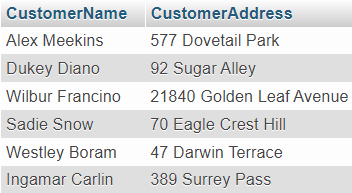 CustomerName CustomerAddress
Alex Meekins 577 Dovetail Park
Dukey Diano 92 Sugar Alley
Wilbur Francino 21840 Golden Leaf Avenue
Sadie Snow 70 Eagle Crest Hill
Westley Boram 47 Darwin Terrace
Ingamar Carlin 389 Surrey Pass